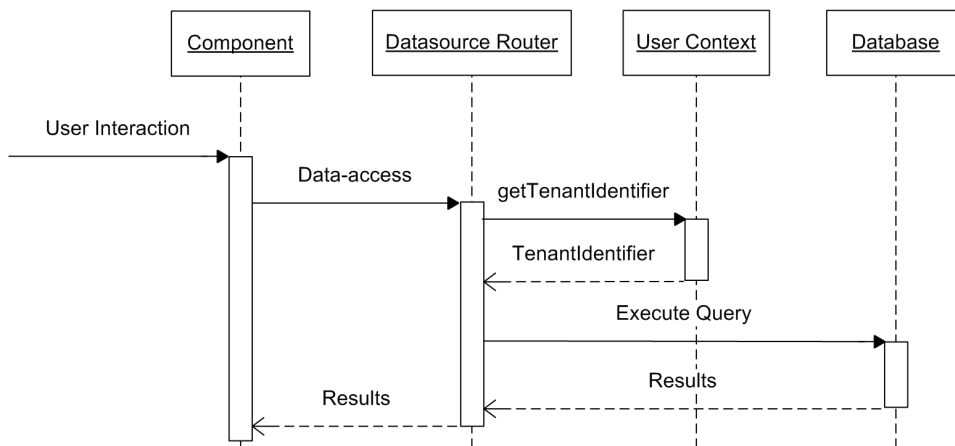 Component
Datasource Router
User Context
Database
User Interaction
Data-access
getTenantIdentifier
TenantIdentifier
Execute Query
Results
Results